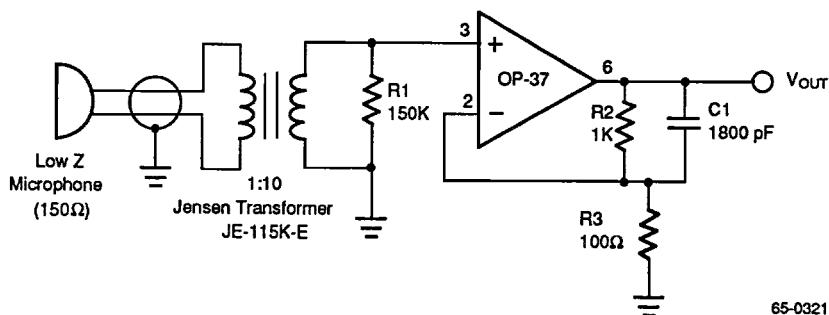 Low Z
Microphone
(150Ω)
1:10
Jensen Transformer
JE-115K-E
R1
150K
3
+
OP-37
2
−
6
R2
1K
C1
1800 pF
VOUT
R3
100Ω
65-0321